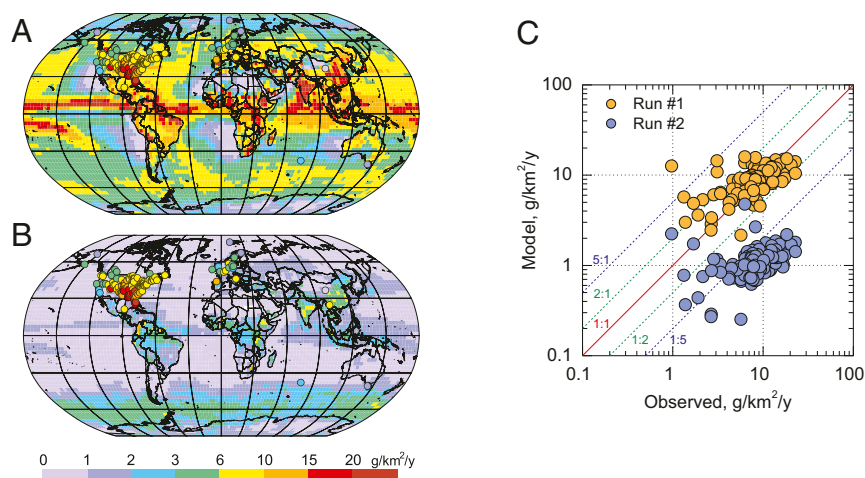 A
B
0 1 2 3 6 10 15 20 g/km²/y
C
100
10
1
0.1
Model, g/km²/y
Run #1
Run #2
5:1
2:1
1:1
1:2
1:5
0.1 1 10 100
Observed, g/km²/y